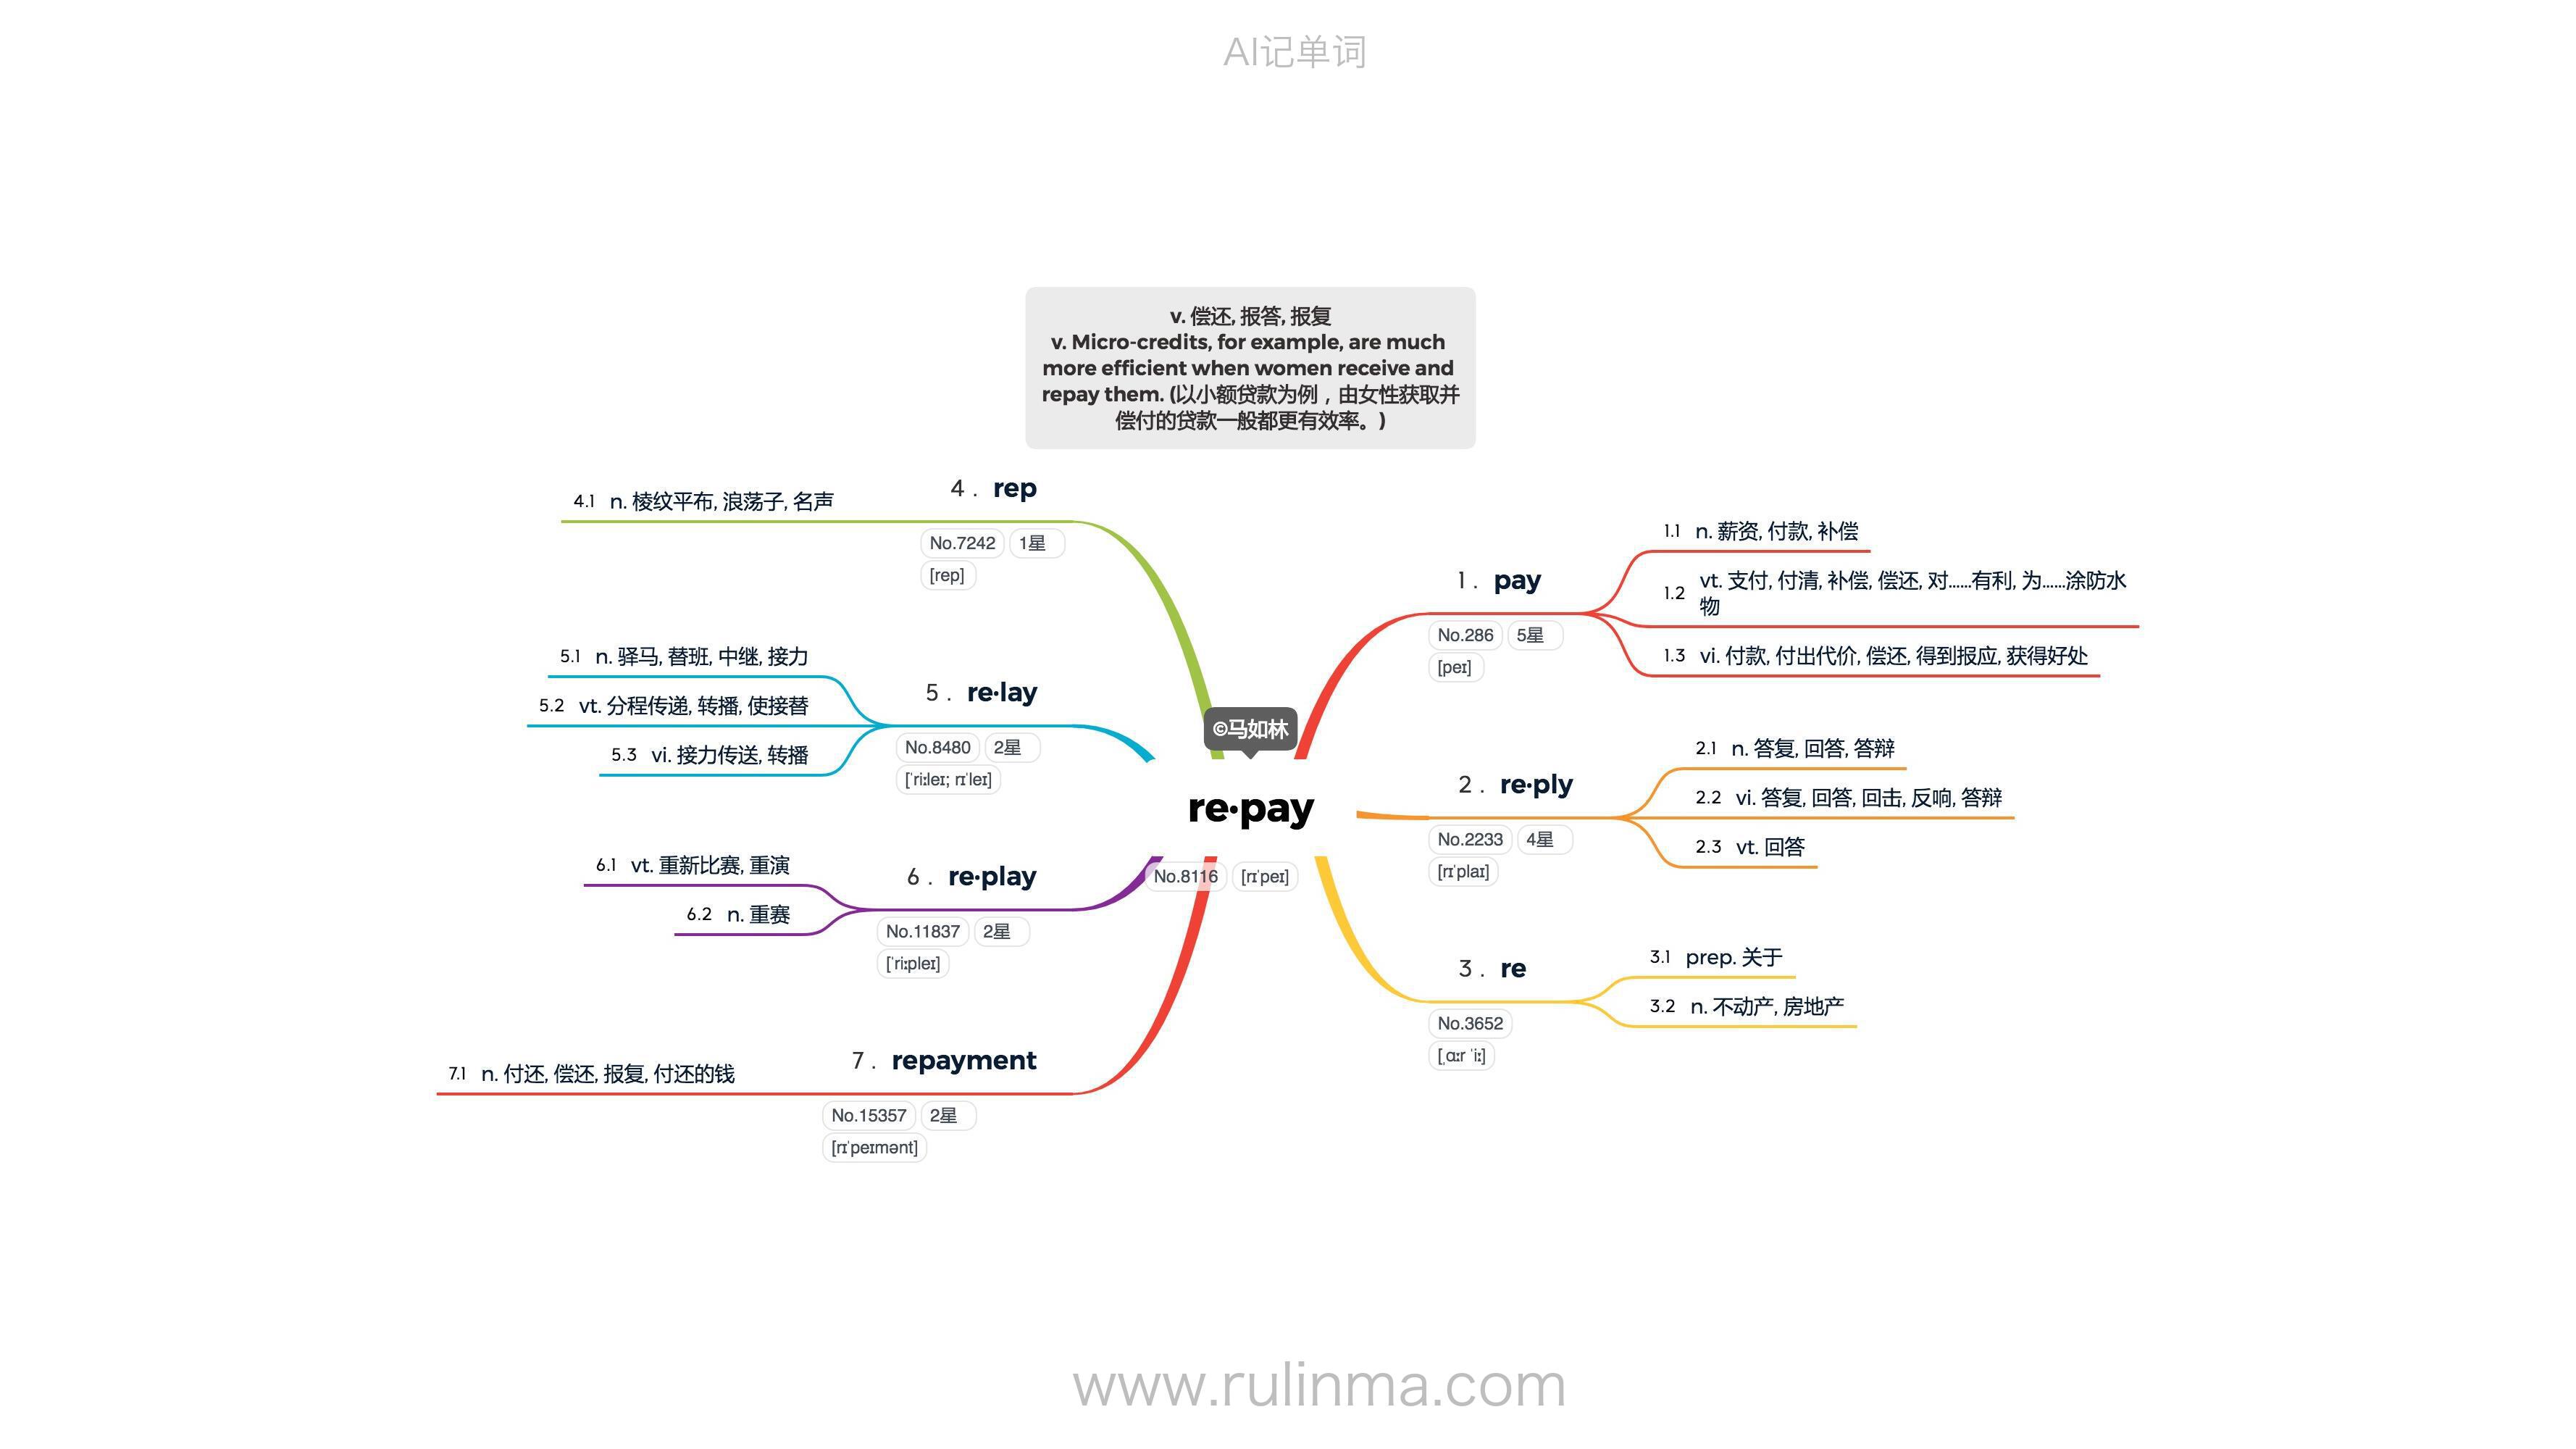 AI记单词
v. 偿还, 报答, 报复
v. Micro-credits, for example, are much
more efficient when women receive and
repay them. (以小额贷款为例，由女性获取并
偿付的贷款一般都更有效率。)
©马如林
re·pay
No.8116 [rɪˈpeɪ]
1. pay
No.286 5星
[peɪ]
1.1 n. 薪资, 付款, 补偿
1.2 vt. 支付, 付清, 补偿, 偿还, 对……有利, 为……涂防水
物
1.3 vi. 付款, 付出代价, 偿还, 得到报应, 获得好处
2. re·ply
No.2233 4星
[rɪˈplaɪ]
2.1 n. 答复, 回答, 答辩
2.2 vi. 答复, 回答, 回击, 反响, 答辩
2.3 vt. 回答
3. re
No.3652
[ˌɑːr ˈiː]
3.1 prep. 关于
3.2 n. 不动产, 房地产
4. rep
No.7242 1星
[rep]
4.1 n. 棱纹平布, 浪荡子, 名声
5. re·lay
No.8480 2星
[ˈriːleɪ; rɪˈleɪ]
5.1 n. 驿马, 替班, 中继, 接力
5.2 vt. 分程传递, 转播, 使接替
5.3 vi. 接力传送, 转播
6. re·play
No.11837 2星
[ˈriːpleɪ]
6.1 vt. 重新比赛, 重演
6.2 n. 重赛
7. repayment
No.15357 2星
[rɪˈpeɪmənt]
7.1 n. 付还, 偿还, 报复, 付还的钱
www.rulinma.com